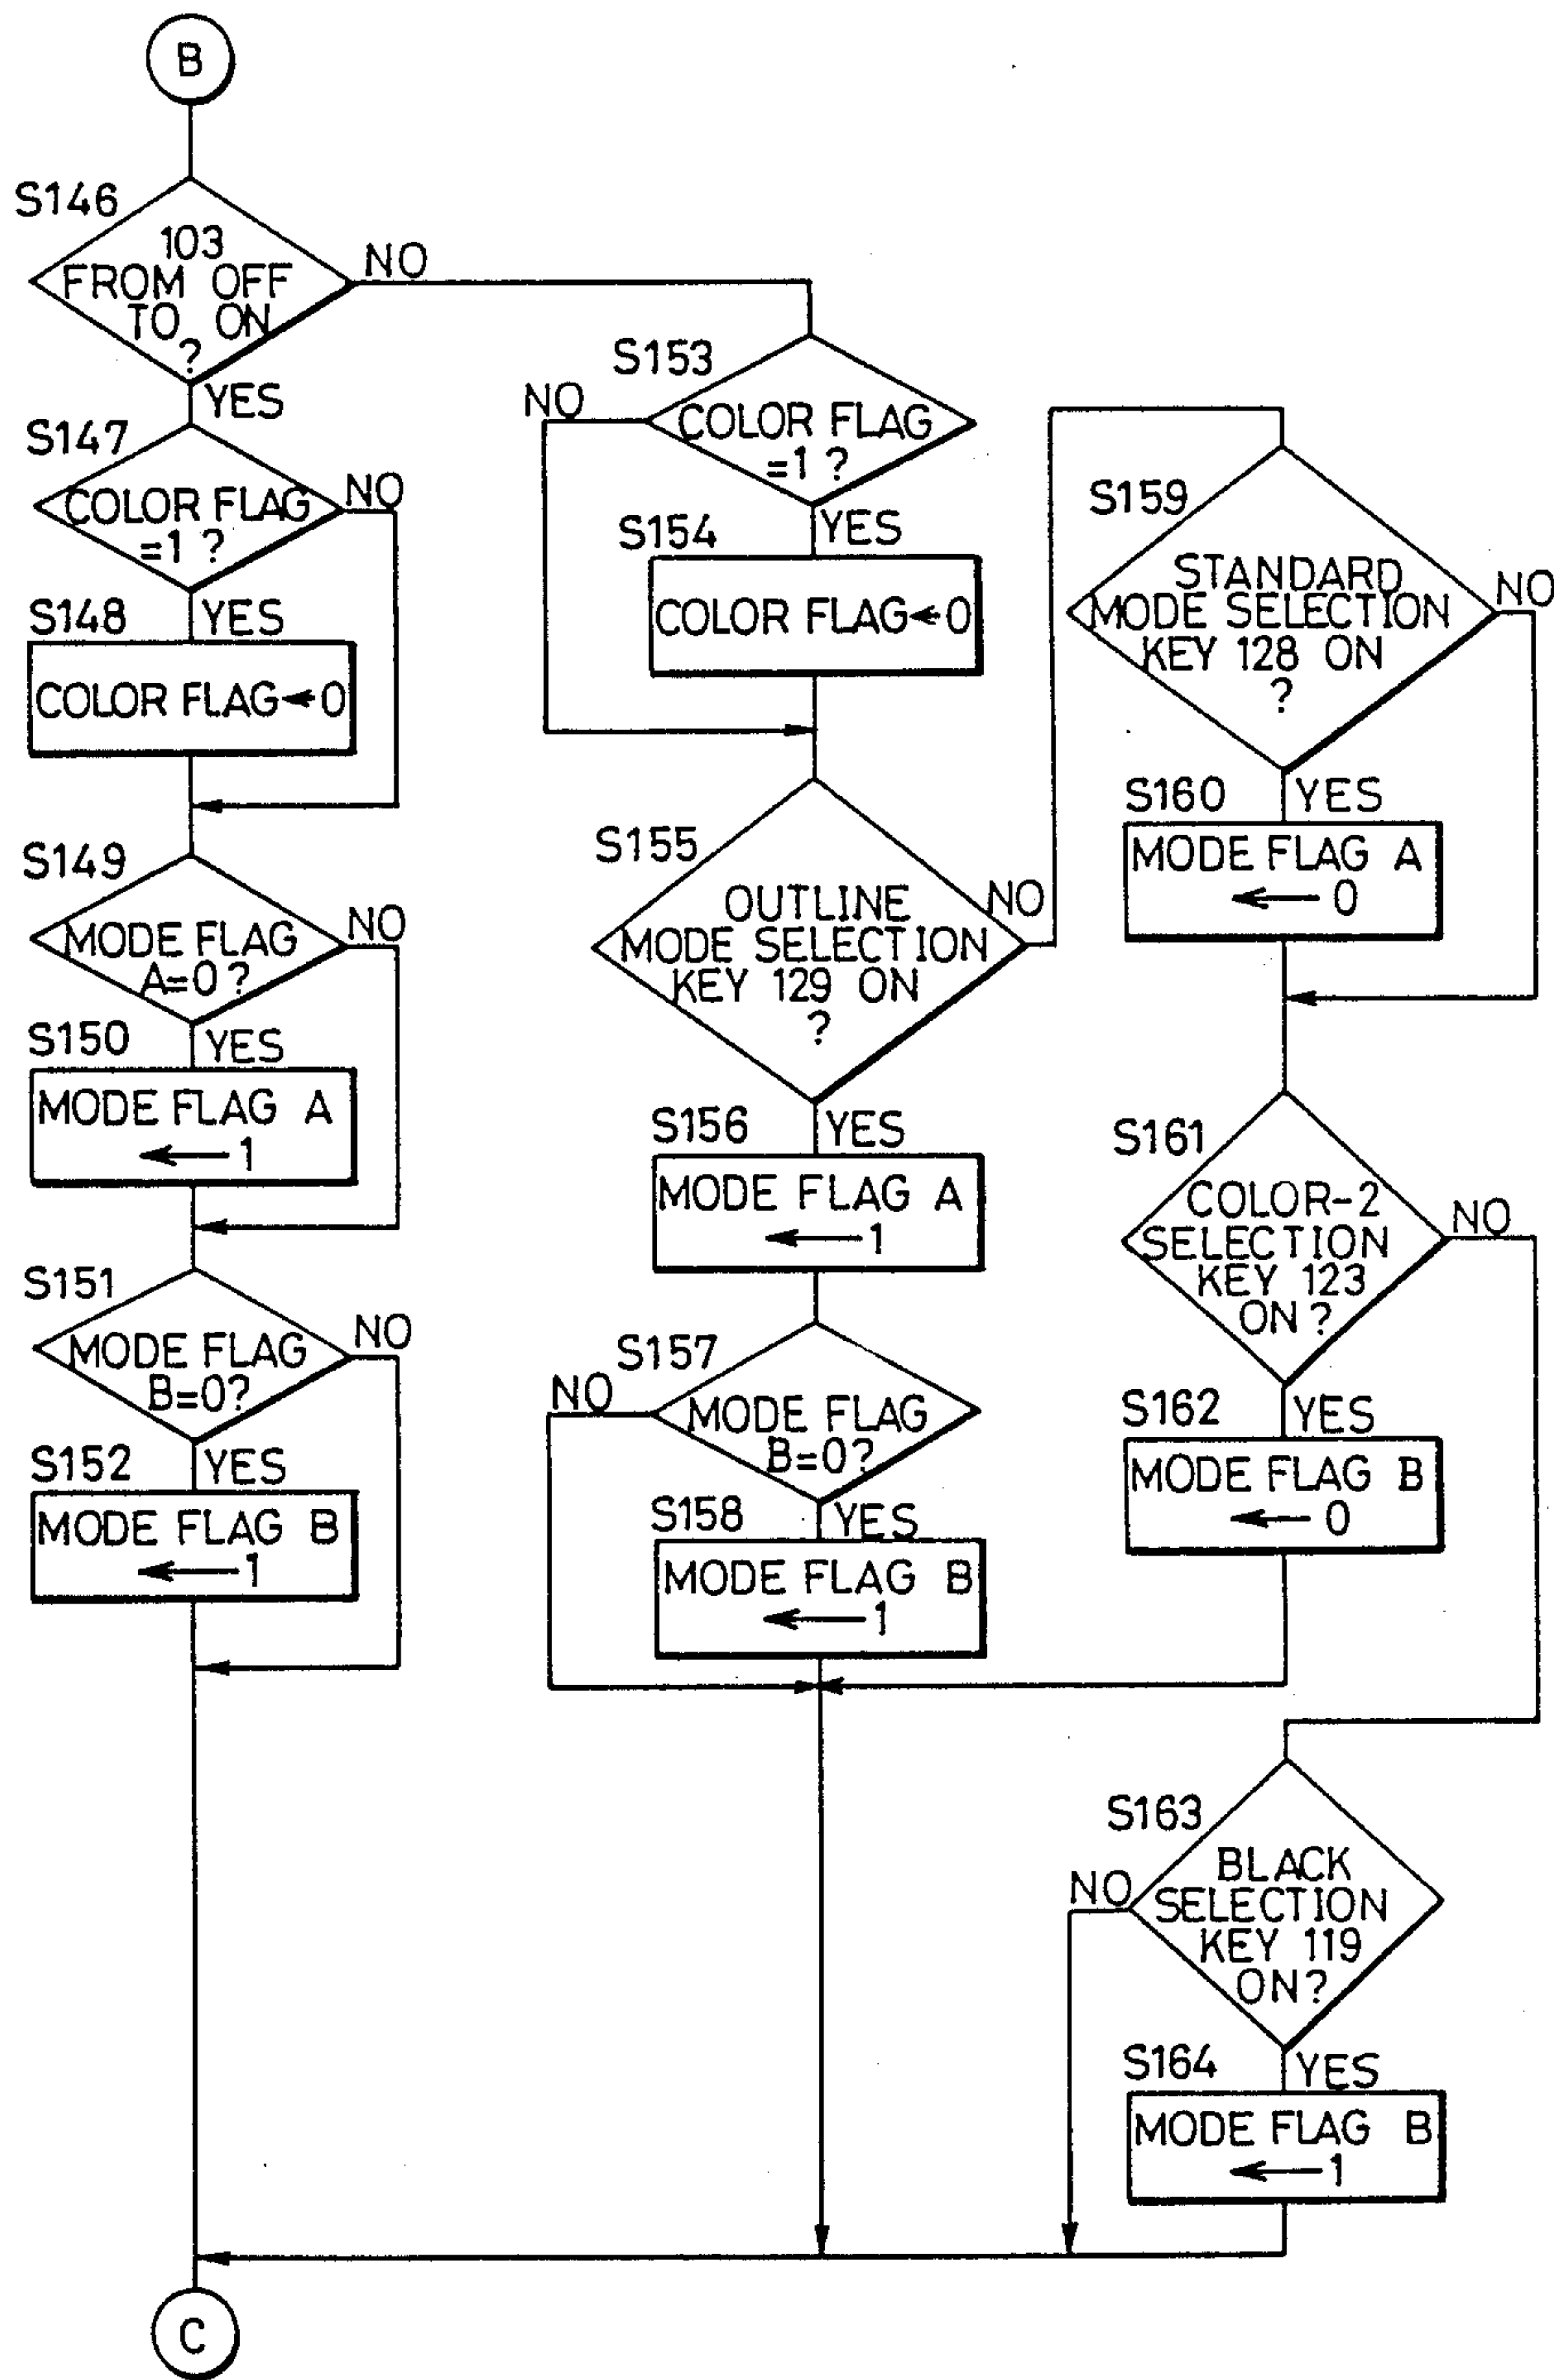 B
S146
103
FROM OFF
TO ON
?
NO
YES
S147
COLOR FLAG
=1 ?
NO
YES
S148
COLOR FLAG←0
S149
MODE FLAG
A=0 ?
NO
YES
S150
MODE FLAG A
←1
S151
MODE FLAG
B=0?
NO
YES
S152
MODE FLAG B
←1
S153
NO
COLOR FLAG
=1 ?
YES
S154
COLOR FLAG←0
S155
OUTLINE
MODE SELECTION
KEY 129 ON
?
NO
YES
S156
MODE FLAG A
←1
S157
NO
MODE FLAG
B=0?
YES
S158
MODE FLAG B
←1
S159
STANDARD
MODE SELECTION
KEY 128 ON
?
NO
YES
S160
MODE FLAG A
←0
S161
COLOR-2
SELECTION
KEY 123
ON ?
NO
YES
S162
MODE FLAG B
←0
S163
BLACK
SELECTION
KEY 119
ON?
NO
YES
S164
MODE FLAG B
←1
C